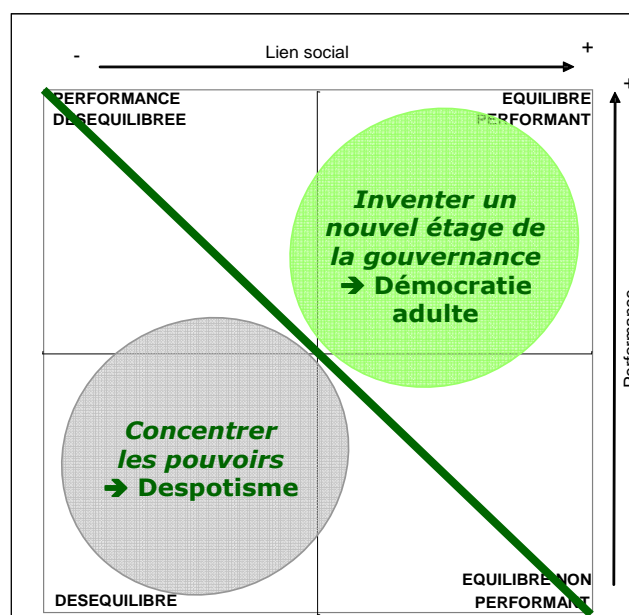 Lien social
- +
+
PERFORMANCE
DESEQUILIBREE
EQUILIBRE
PERFORMANT
Inventer un
nouvel étage de
la gouvernance
➔ Démocratie
adulte
Performance
Concentrer
les pouvoirs
➔ Despotisme
DESEQUILIBRE
EQUILIBRE NON
PERFORMANT